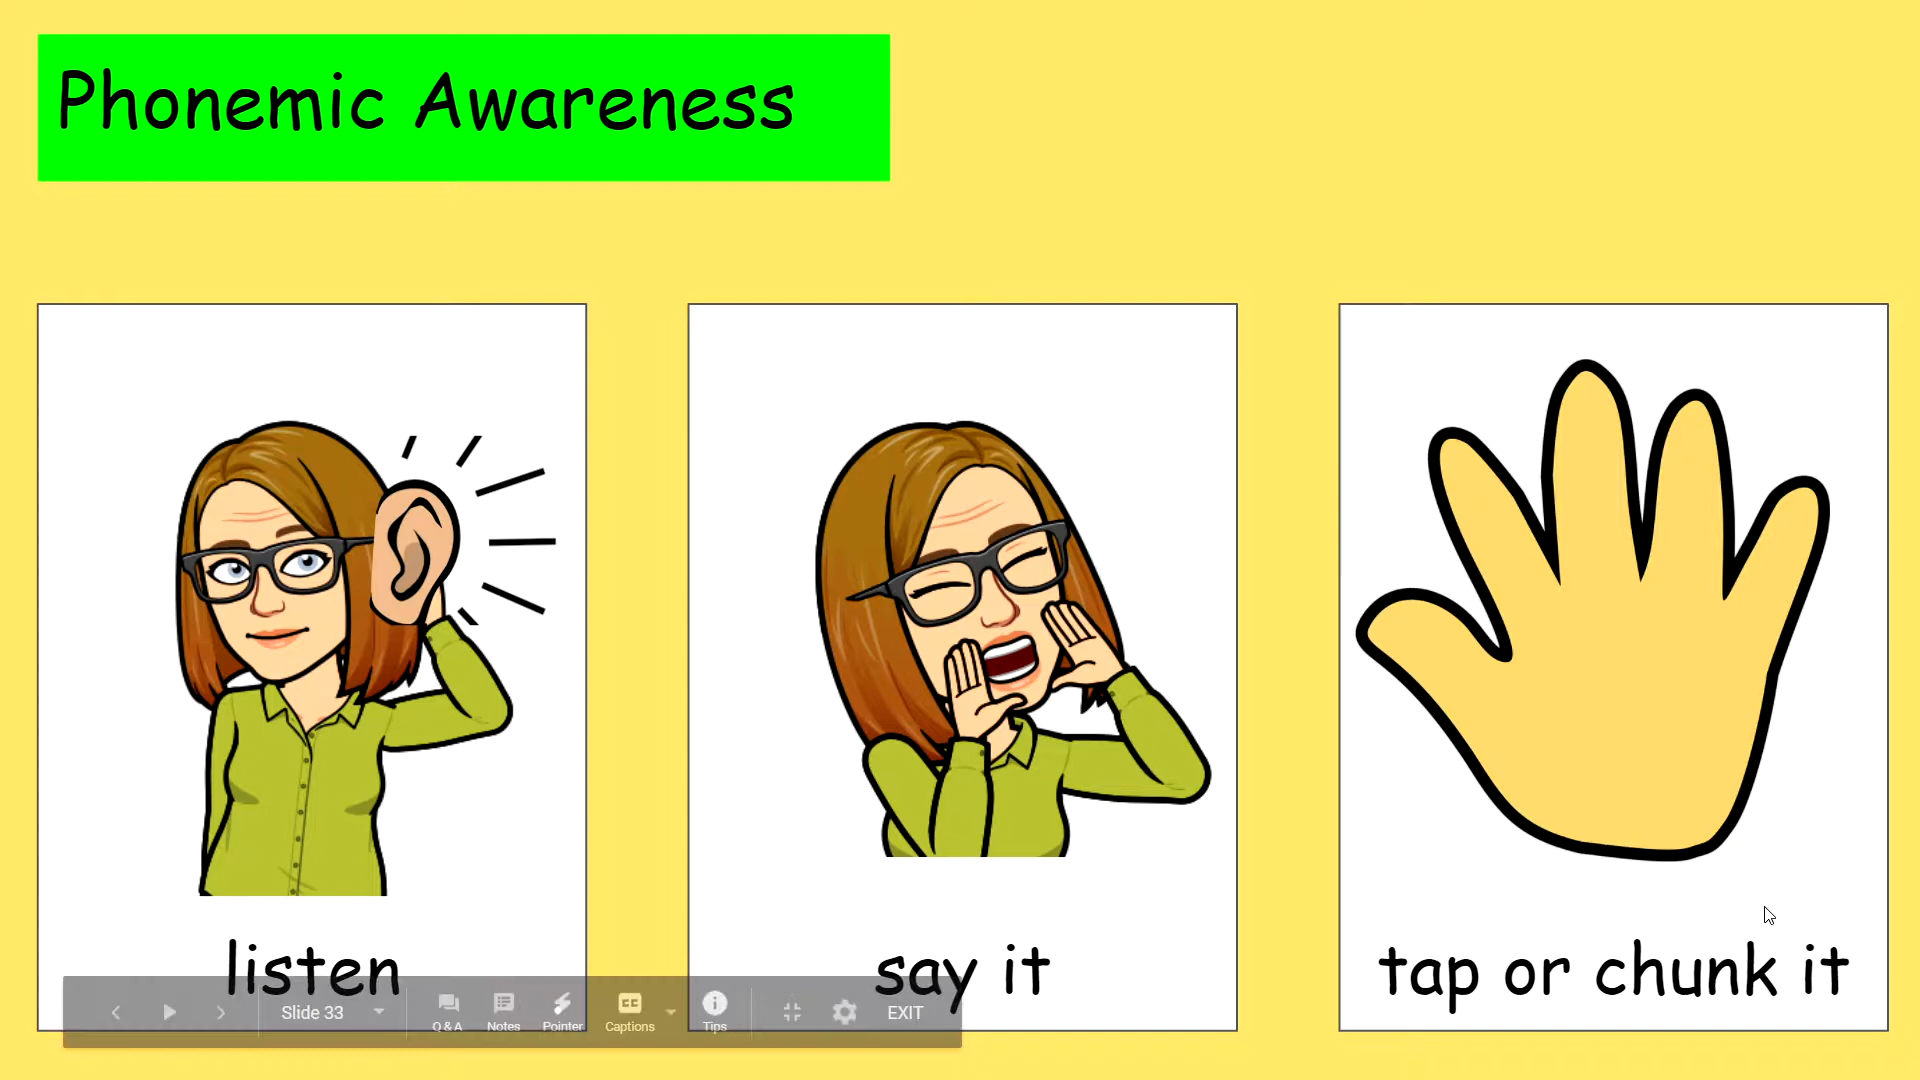 Phonemic Awareness
listen
say it
tap or chunk it
Slide 33
Q & A
Notes
Pointer
Captions
Tips
EXIT